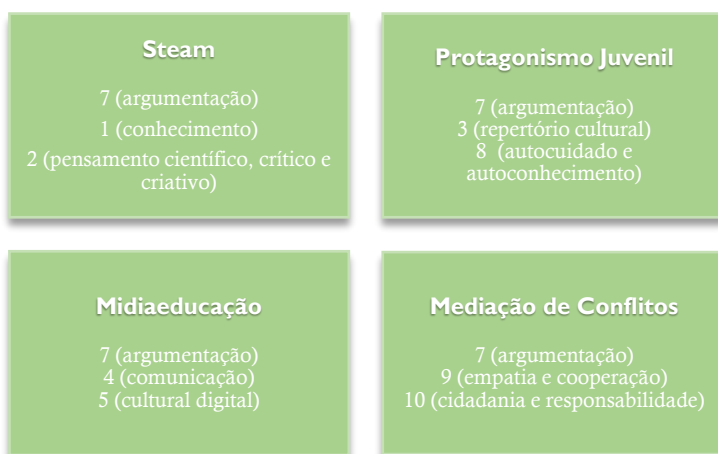 Steam
7 (argumentação)
1 (conhecimento)
2 (pensamento científico, crítico e
criativo)
Protagonismo Juvenil
7 (argumentação)
3 (repertório cultural)
8 (autocuidado e
autoconhecimento)
Midiaeducação
7 (argumentação)
4 (comunicação)
5 (cultural digital)
Mediação de Conflitos
7 (argumentação)
9 (empatia e cooperação)
10 (cidadania e responsabilidade)